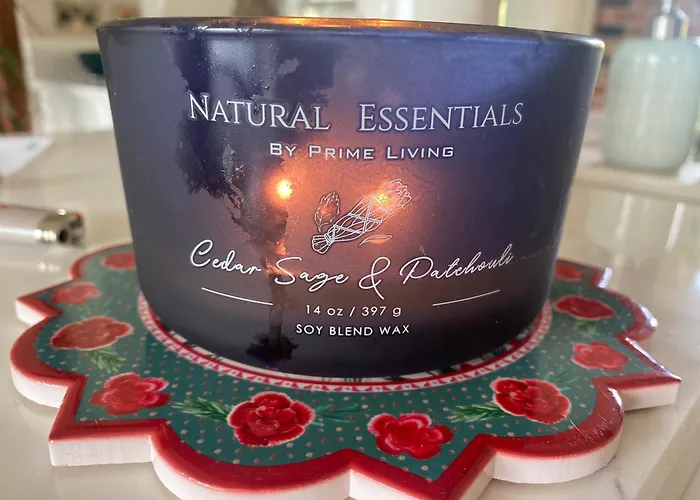 Natural Essentials
By Prime Living
Cedar Sage & Patchouli
14 oz / 397 g
SOY BLEND WAX